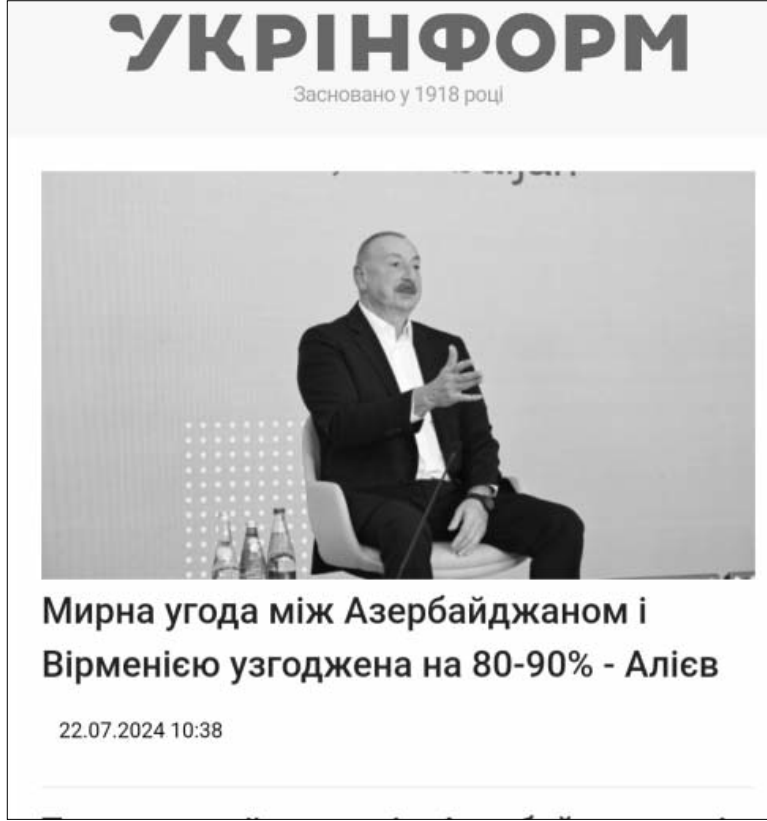 УКРІНФОРМ
Засновано у 1918 році
Мирна угода між Азербайджаном і
Вірменією узгоджена на 80-90% - Алієв
22.07.2024 10:38